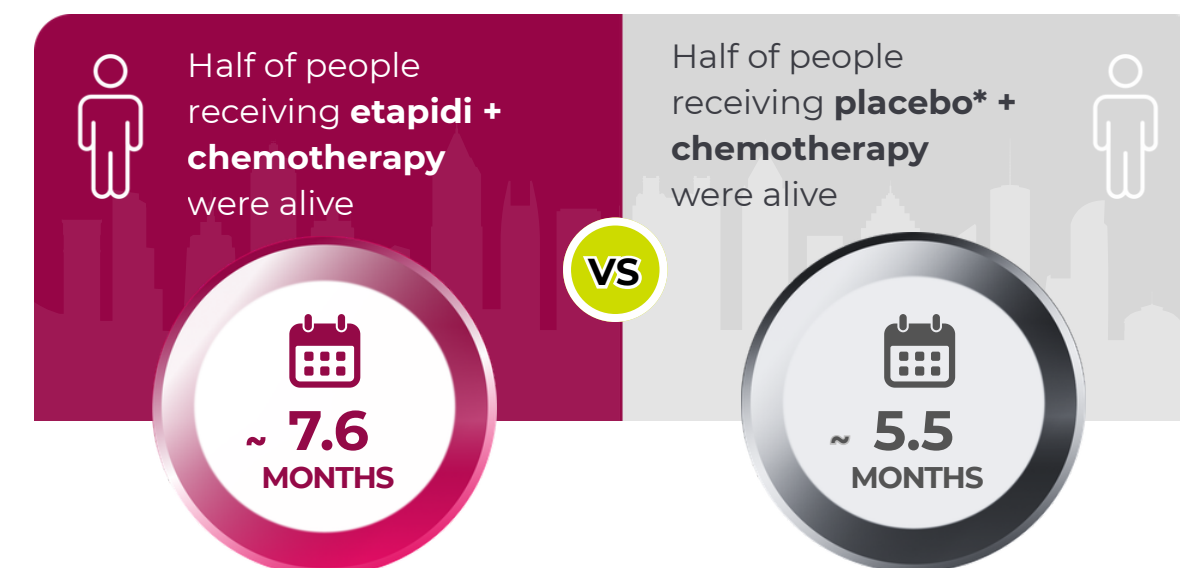 Half of people
receiving etapidi +
chemotherapy
were alive
~ 7.6
MONTHS
VS
Half of people
receiving placebo* +
chemotherapy
were alive
~ 5.5
MONTHS